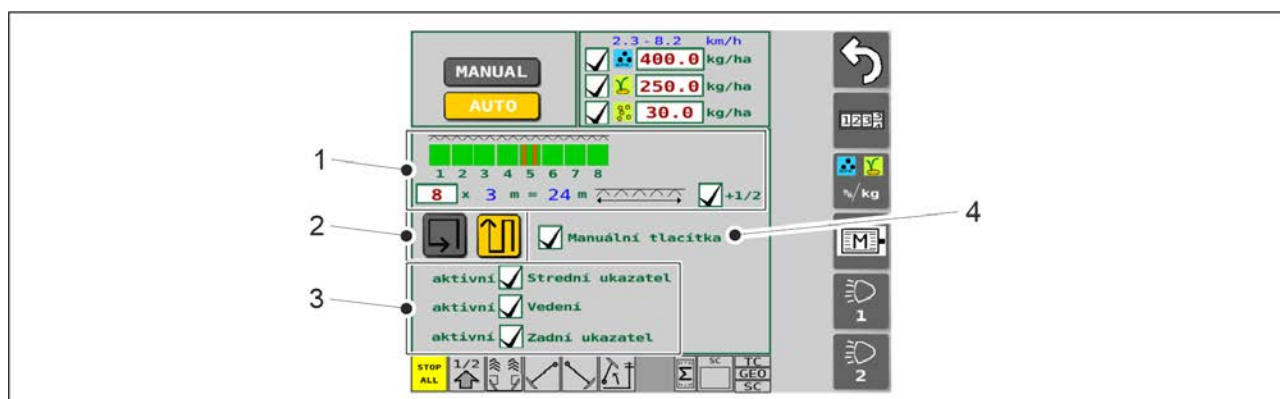 2.3 - 8.2 km/h
MANUAL
400.0 kg/ha
AUTO
250.0 kg/ha
30.0 kg/ha
1
1 2 3 4 5 6 7 8
8 x 3 m = 24 m +1/2
2
Manuální tlacítka
4
3
aktivní Strední ukazatel
aktivní Vedení
aktivní Zadní ukazatel
STOP ALL
1/2
Σ
SC
TC
GEO
SC
%/kg
M
1
2